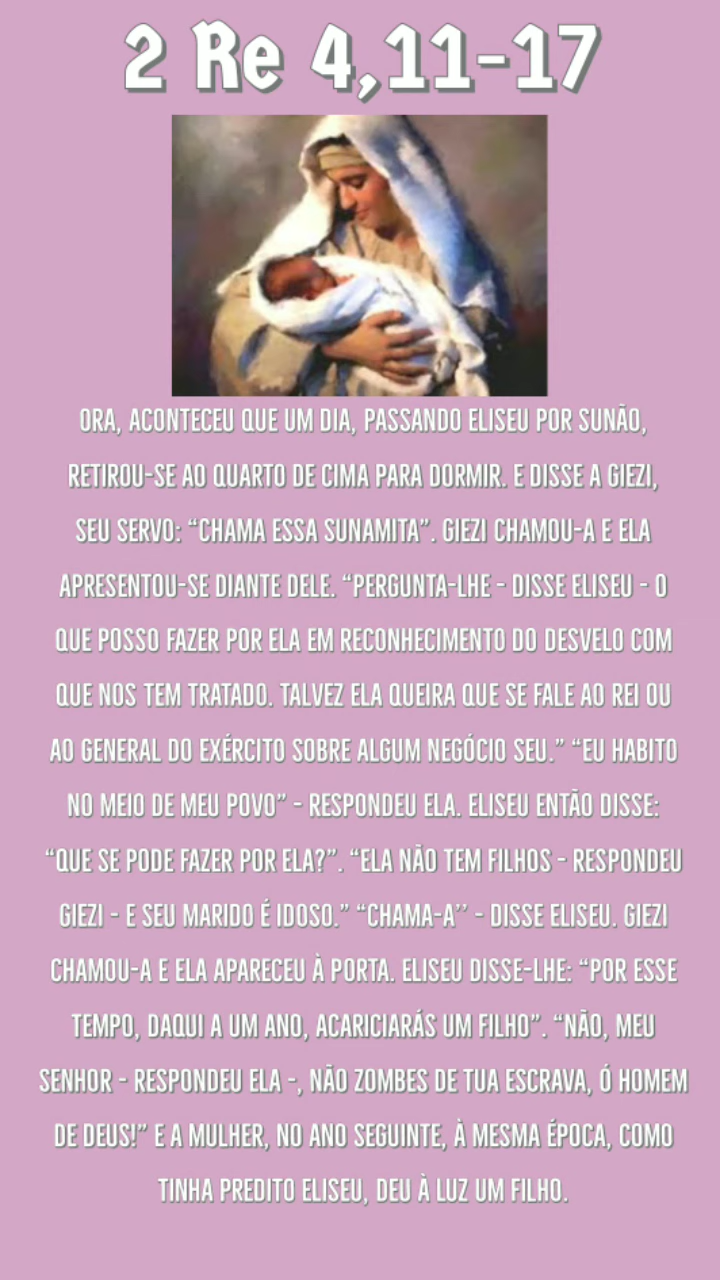 2 Re 4,11-17
ORA, ACONTECEU QUE UM DIA, PASSANDO ELISEU POR SUNÃO,
RETIROU-SE AO QUARTO DE CIMA PARA DORMIR. E DISSE A GIEZI,
SEU SERVO: “CHAMA ESSA SUNAMITA”. GIEZI CHAMOU-A E ELA
APRESENTOU-SE DIANTE DELE. “PERGUNTA-LHE - DISSE ELISEU - O
QUE POSSO FAZER POR ELA EM RECONHECIMENTO DO DESVELO COM
QUE NOS TEM TRATADO. TALVEZ ELA QUEIRA QUE SE FALE AO REI OU
AO GENERAL DO EXÉRCITO SOBRE ALGUM NEGÓCIO SEU.” “EU HABITO
NO MEIO DE MEU POVO” - RESPONDEU ELA. ELISEU ENTÃO DISSE:
“QUE SE PODE FAZER POR ELA?”. “ELA NÃO TEM FILHOS - RESPONDEU
GIEZI - E SEU MARIDO É IDOSO.” “CHAMA-A’’ - DISSE ELISEU. GIEZI
CHAMOU-A E ELA APARECEU À PORTA. ELISEU DISSE-LHE: “POR ESSE
TEMPO, DAQUI A UM ANO, ACARICIARÁS UM FILHO”. “NÃO, MEU
SENHOR - RESPONDEU ELA -, NÃO ZOMBES DE TUA ESCRAVA, Ó HOMEM
DE DEUS!” E A MULHER, NO ANO SEGUINTE, À MESMA ÉPOCA, COMO
TINHA PREDITO ELISEU, DEU À LUZ UM FILHO.